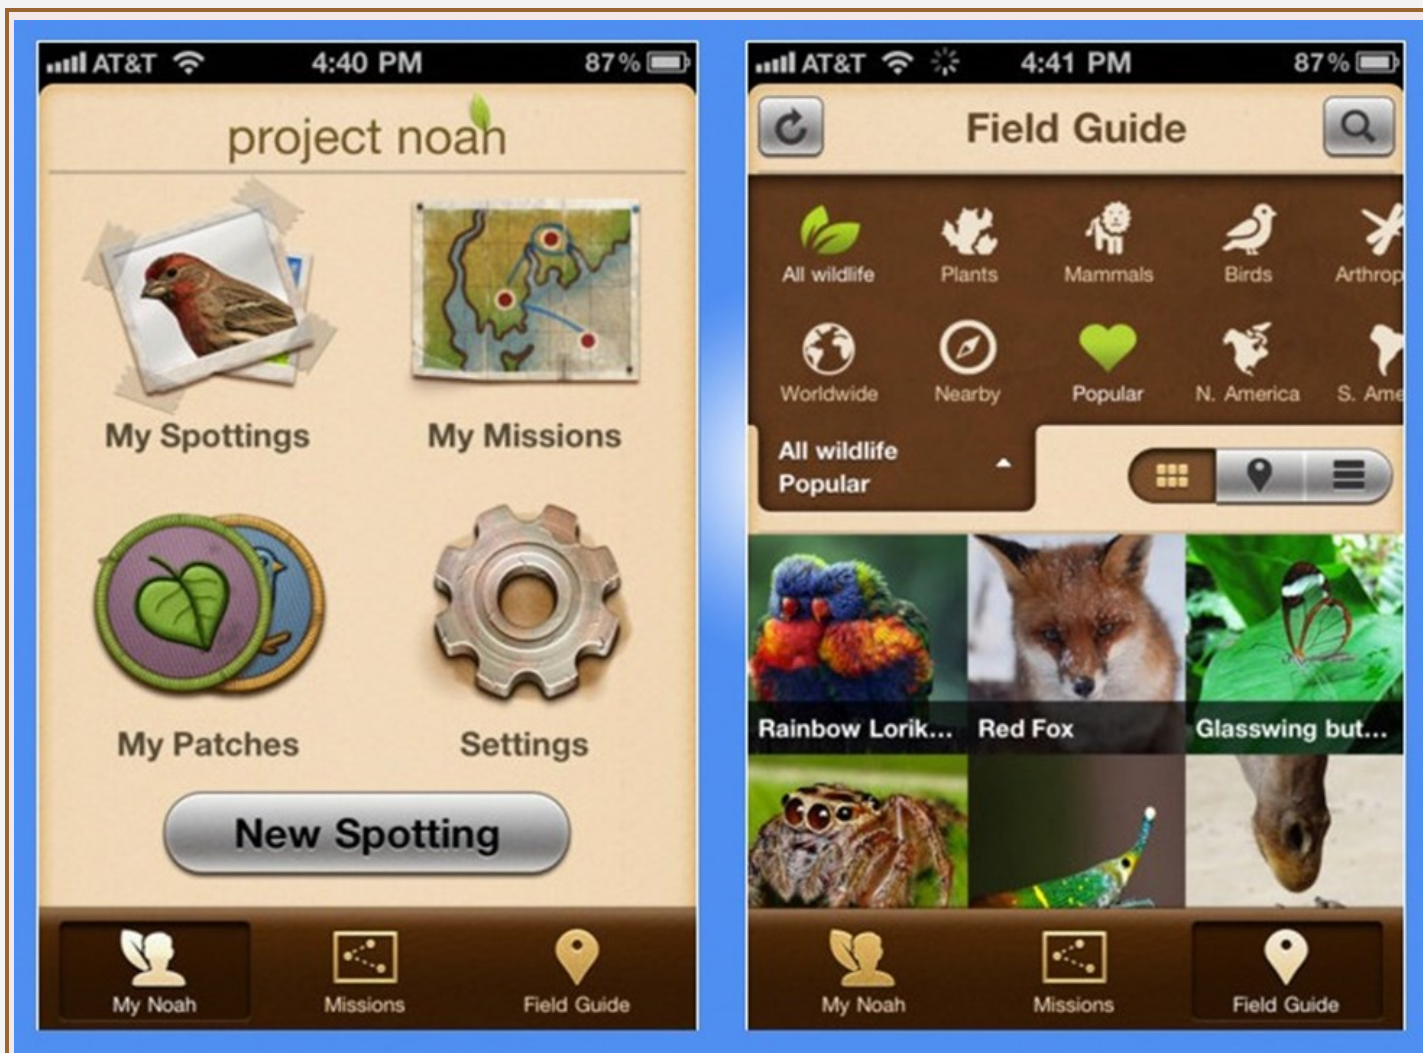 AT&T 4:40 PM 87%
project noah
My Spottings My Missions
My Patches Settings
New Spotting
My Noah Missions Field Guide
AT&T 4:41 PM 87%
Field Guide
All wildlife Plants Mammals Birds Arthrop
Worldwide Nearby Popular N. America S. Ame
All wildlife
Popular
Rainbow Lorik... Red Fox Glasswing but...
My Noah Missions Field Guide